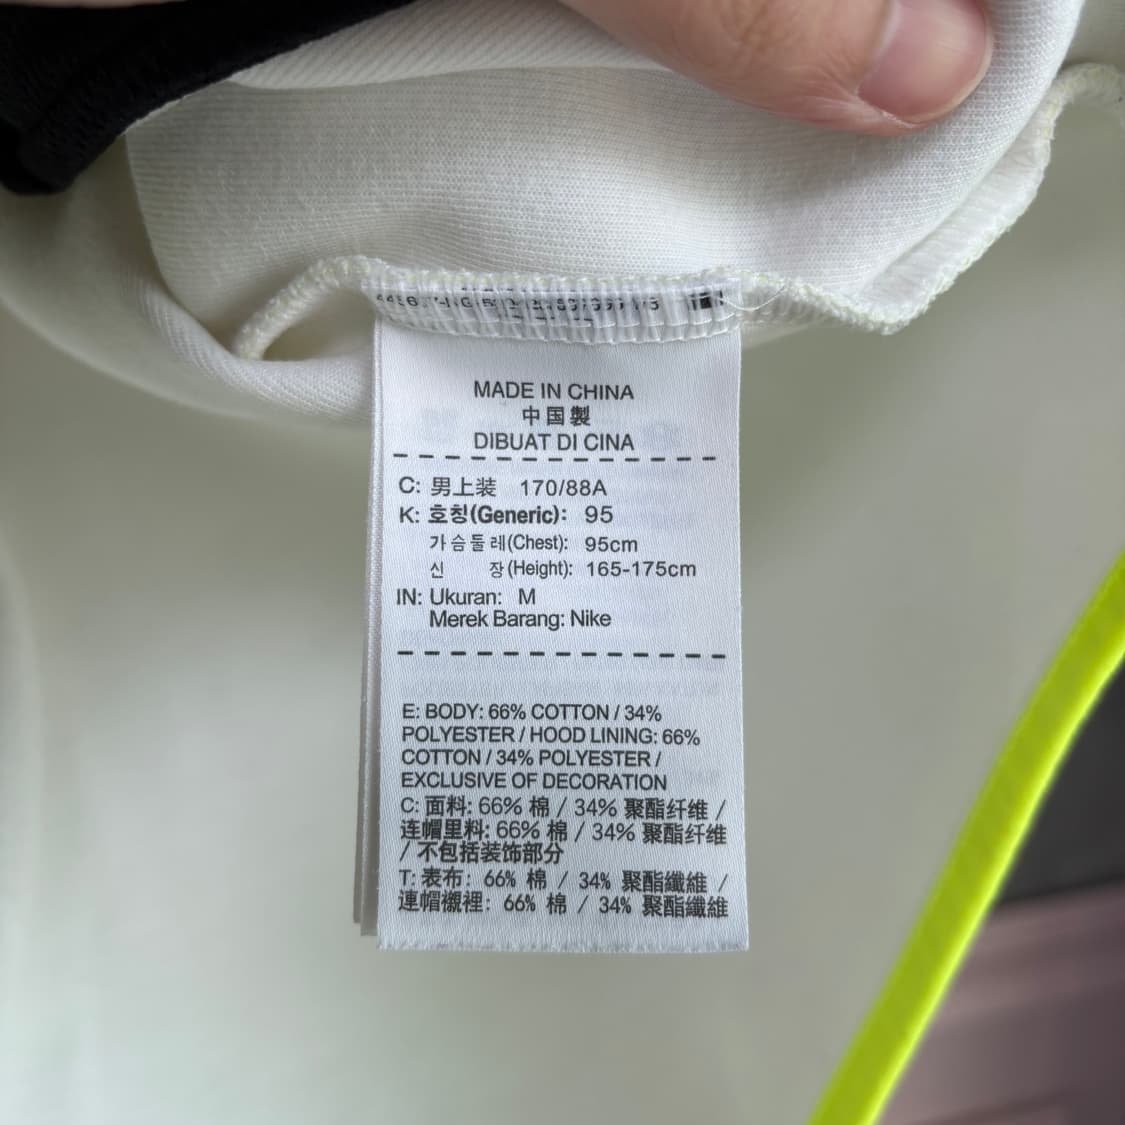 MADE IN CHINA
中国製
DIBUAT DI CINA
C: 男上装 170/88A
K: 호칭(Generic): 95
가슴둘레(Chest): 95cm
신 장(Height): 165-175cm
IN: Ukuran: M
Merek Barang: Nike
E: BODY: 66% COTTON / 34%
POLYESTER / HOOD LINING: 66%
COTTON / 34% POLYESTER /
EXCLUSIVE OF DECORATION
C: 面料: 66% 棉 / 34% 聚酯纤维 /
连帽里料: 66% 棉 / 34% 聚酯纤维
/ 不包括装饰部分
T: 表布: 66% 棉 / 34% 聚酯纖維 /
連帽襯裡: 66% 棉 / 34% 聚酯纖維